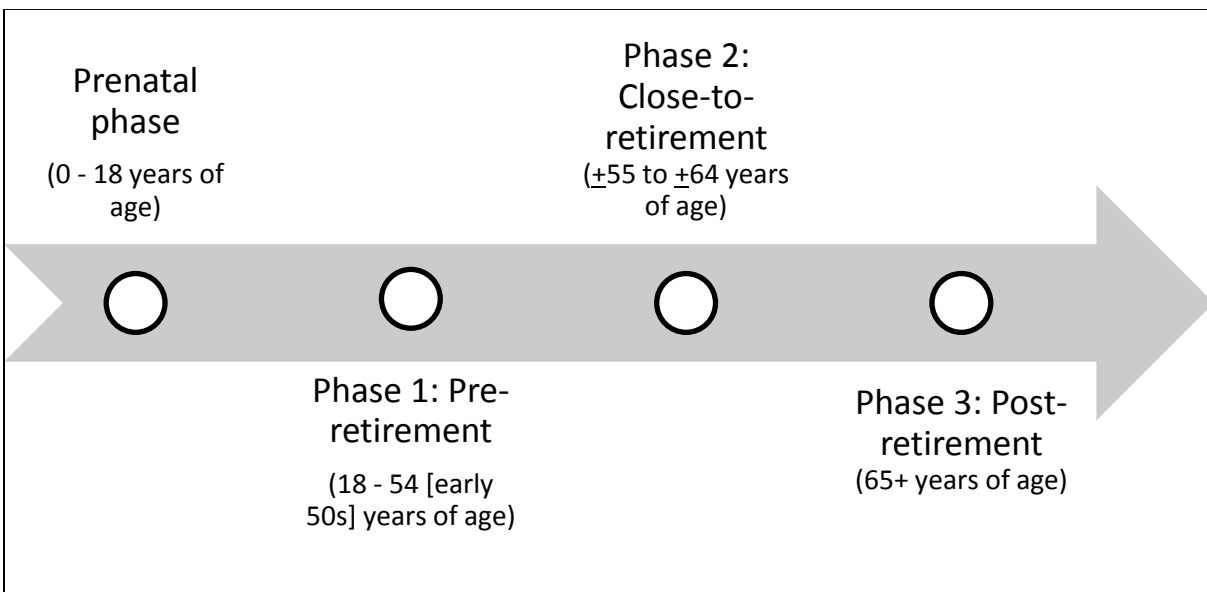 Prenatal
phase
(0 - 18 years of
age)
Phase 1: Pre-
retirement
(18 - 54 [early
50s] years of age)
Phase 2:
Close-to-
retirement
(±55 to ±64 years
of age)
Phase 3: Post-
retirement
(65+ years of age)